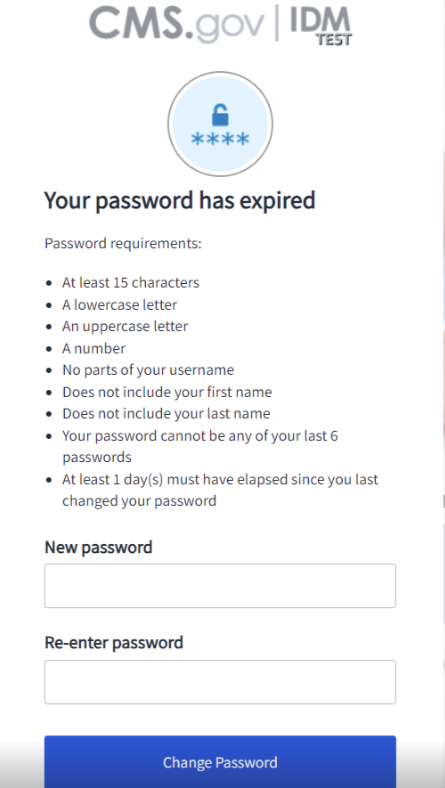 CMS.gov | IDM
TEST
****
Your password has expired
Password requirements:
• At least 15 characters
• A lowercase letter
• An uppercase letter
• A number
• No parts of your username
• Does not include your first name
• Does not include your last name
• Your password cannot be any of your last 6
passwords
• At least 1 day(s) must have elapsed since you last
changed your password
New password
Re-enter password
Change Password